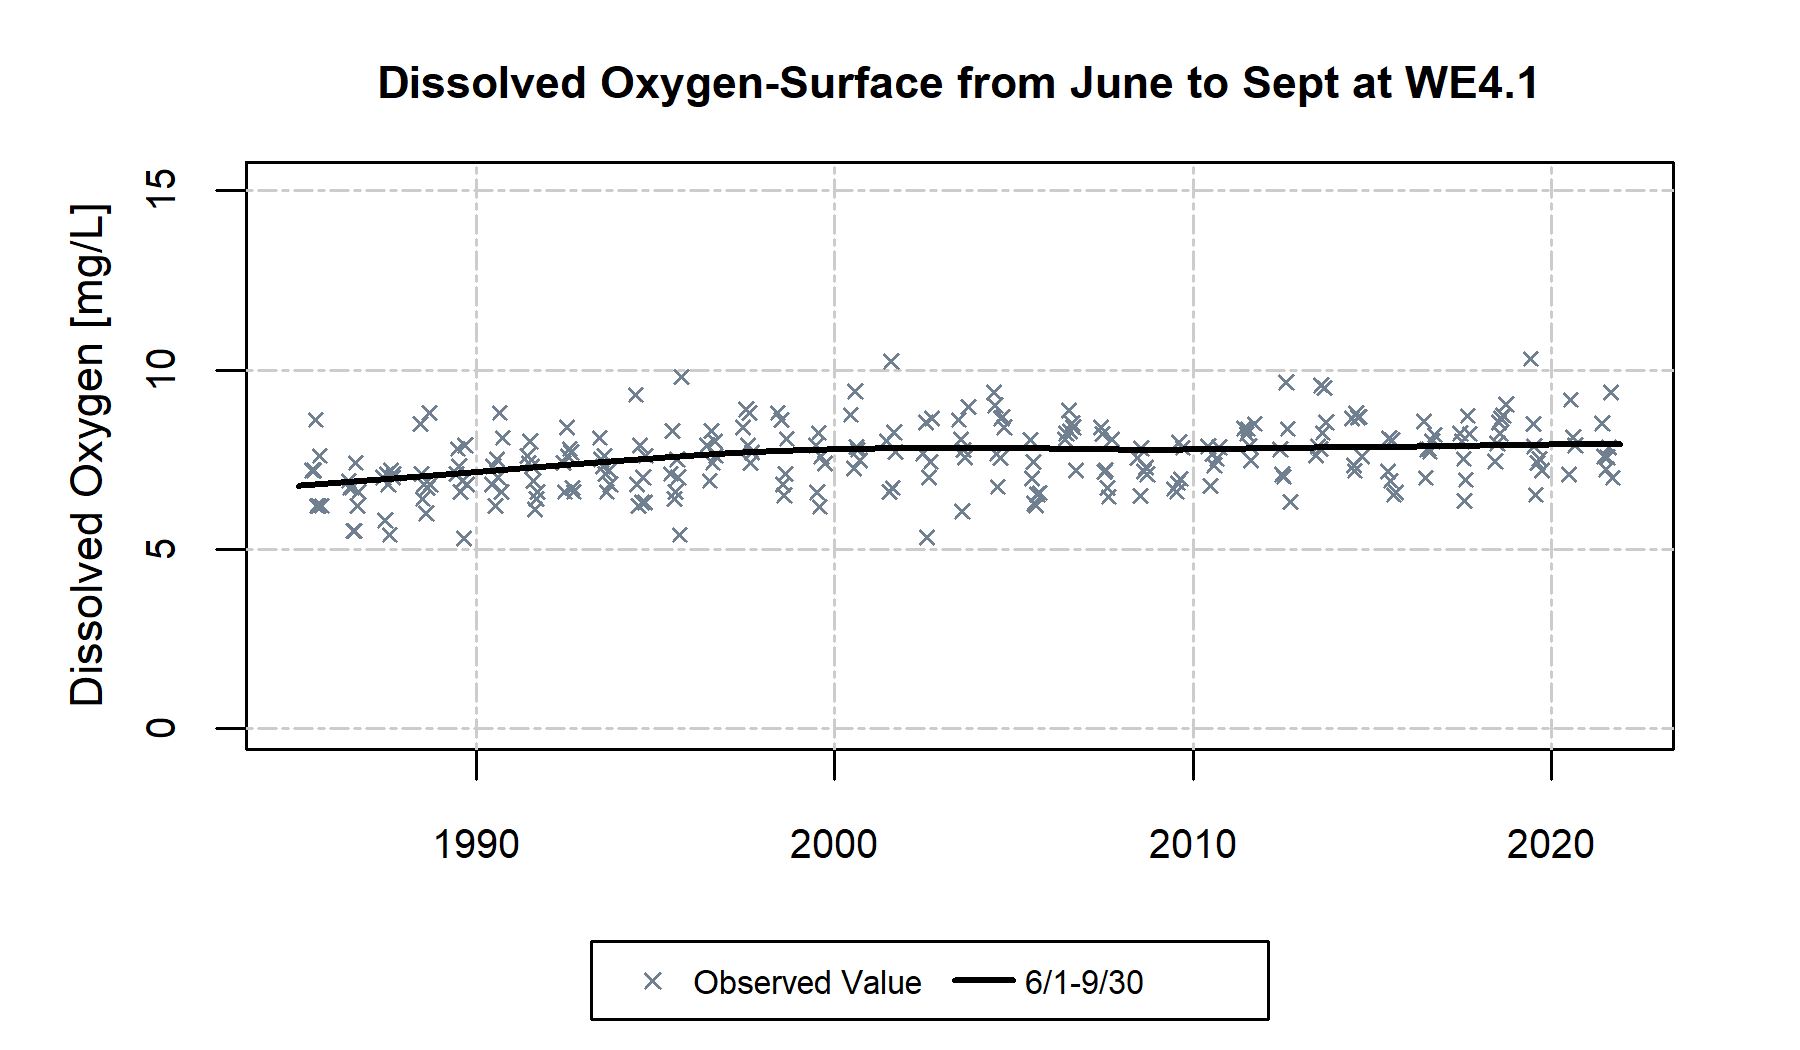 Dissolved Oxygen-Surface from June to Sept at WE4.1
Dissolved Oxygen [mg/L]
15
10
5
0
1990 2000 2010 2020
Observed Value 6/1-9/30